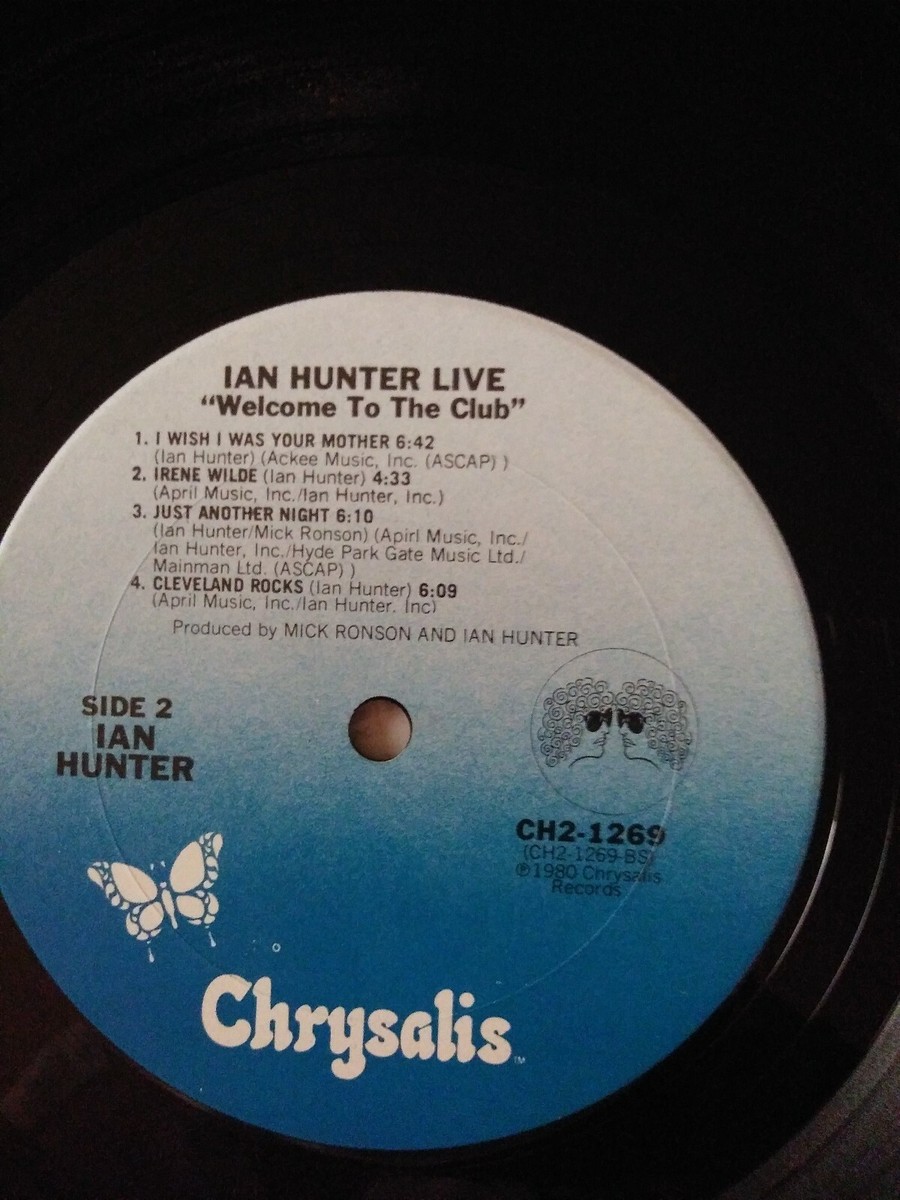 IAN HUNTER LIVE
“Welcome To The Club”
1. I WISH I WAS YOUR MOTHER 6:42
(Ian Hunter) (Ackee Music, Inc. (ASCAP) )
2. IRENE WILDE (Ian Hunter) 4:33
(April Music, Inc./Ian Hunter, Inc.)
3. JUST ANOTHER NIGHT 6:10
(Ian Hunter/Mick Ronson) (Apirl Music, Inc./
Ian Hunter, Inc./Hyde Park Gate Music Ltd./
Mainman Ltd. (ASCAP) )
4. CLEVELAND ROCKS (Ian Hunter) 6:09
(April Music, Inc./Ian Hunter. Inc)
Produced by MICK RONSON AND IAN HUNTER
SIDE 2
IAN
HUNTER
CH2-1269
(CH2-1269-BS)
℗1980 Chrysalis
Records
Chrysalis™